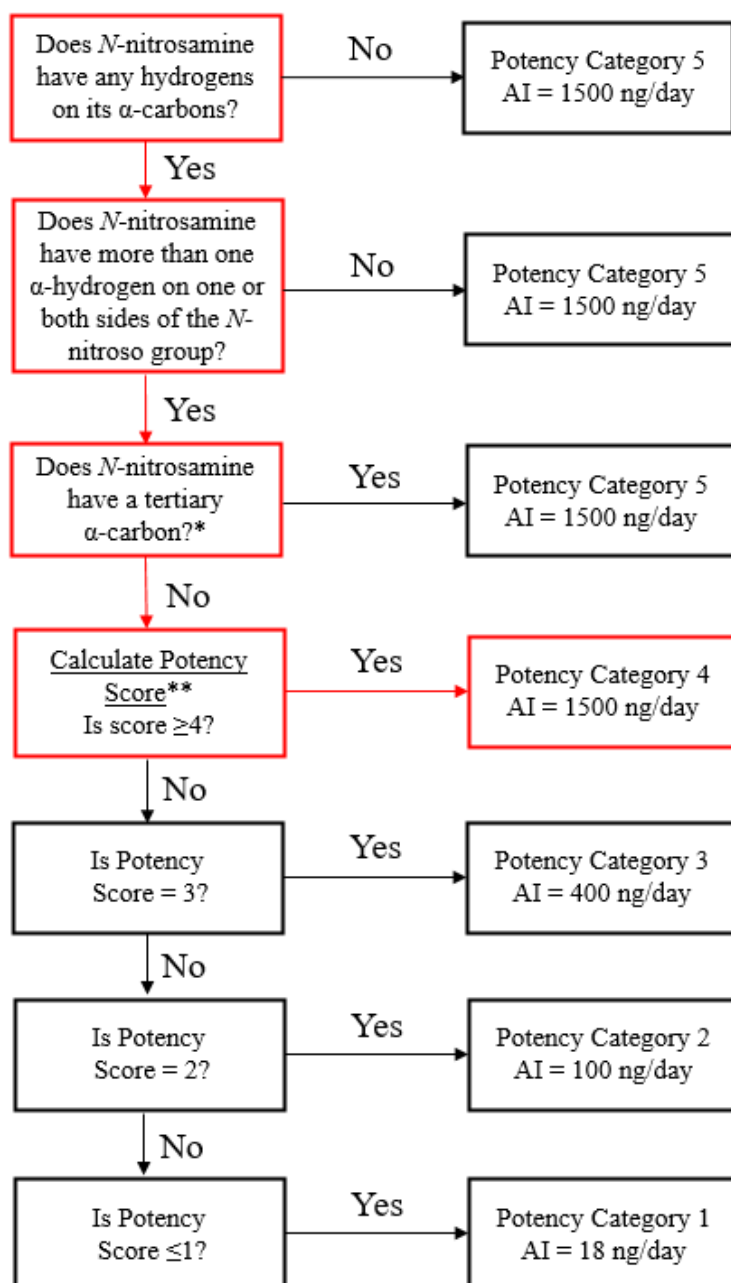 Does N-nitrosamine
have any hydrogens
on its α-carbons?
No
Potency Category 5
AI = 1500 ng/day
Yes
Does N-nitrosamine
have more than one
α-hydrogen on one or
both sides of the N-
nitroso group?
No
Potency Category 5
AI = 1500 ng/day
Yes
Does N-nitrosamine
have a tertiary
α-carbon?*
Yes
Potency Category 5
AI = 1500 ng/day
No
Calculate Potency
Score**
Is score ≥4?
Yes
Potency Category 4
AI = 1500 ng/day
No
Is Potency
Score = 3?
Yes
Potency Category 3
AI = 400 ng/day
No
Is Potency
Score = 2?
Yes
Potency Category 2
AI = 100 ng/day
No
Is Potency
Score ≤1?
Yes
Potency Category 1
AI = 18 ng/day